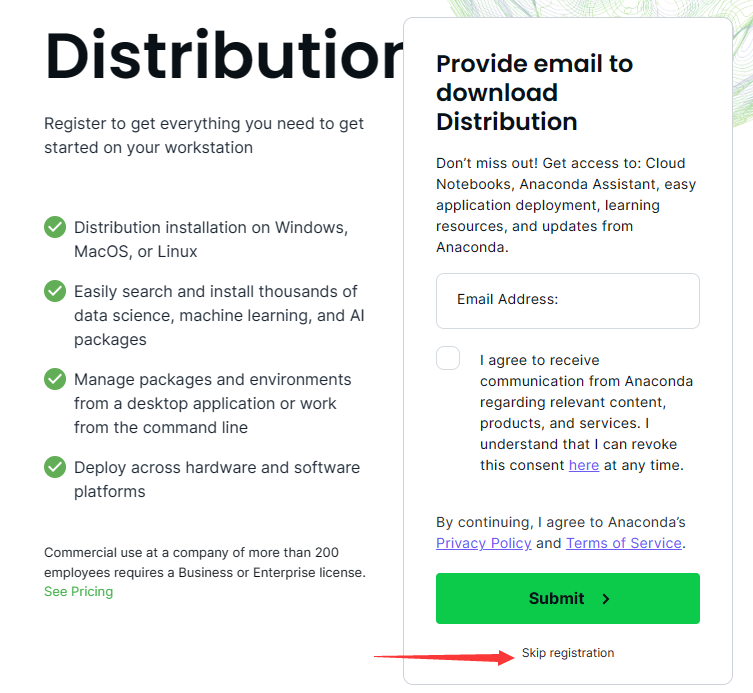 Distribution
Register to get everything you need to get
started on your workstation
Distribution installation on Windows,
MacOS, or Linux
Easily search and install thousands of
data science, machine learning, and AI
packages
Manage packages and environments
from a desktop application or work
from the command line
Deploy across hardware and software
platforms
Commercial use at a company of more than 200
employees requires a Business or Enterprise license.
See Pricing
Provide email to
download
Distribution
Don’t miss out! Get access to: Cloud
Notebooks, Anaconda Assistant, easy
application deployment, learning
resources, and updates from
Anaconda.
Email Address:
I agree to receive
communication from Anaconda
regarding relevant content,
products, and services. I
understand that I can revoke
this consent here at any time.
By continuing, I agree to Anaconda’s
Privacy Policy and Terms of Service.
Submit
Skip registration